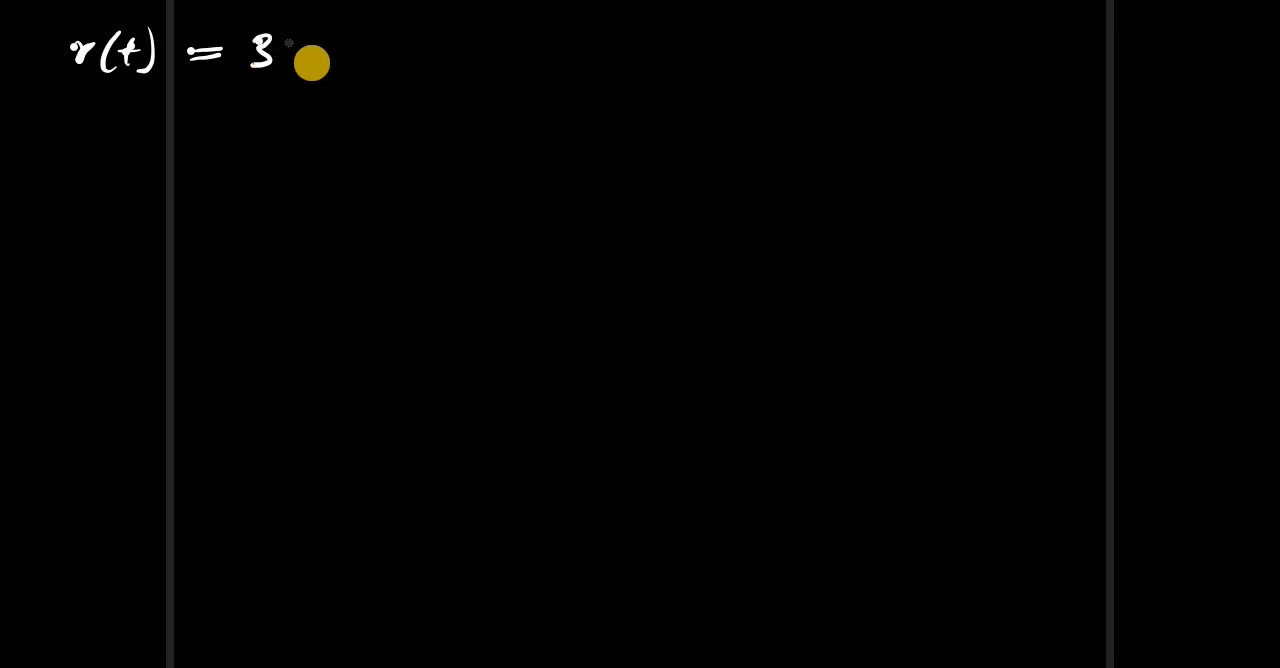 r(t) = 3